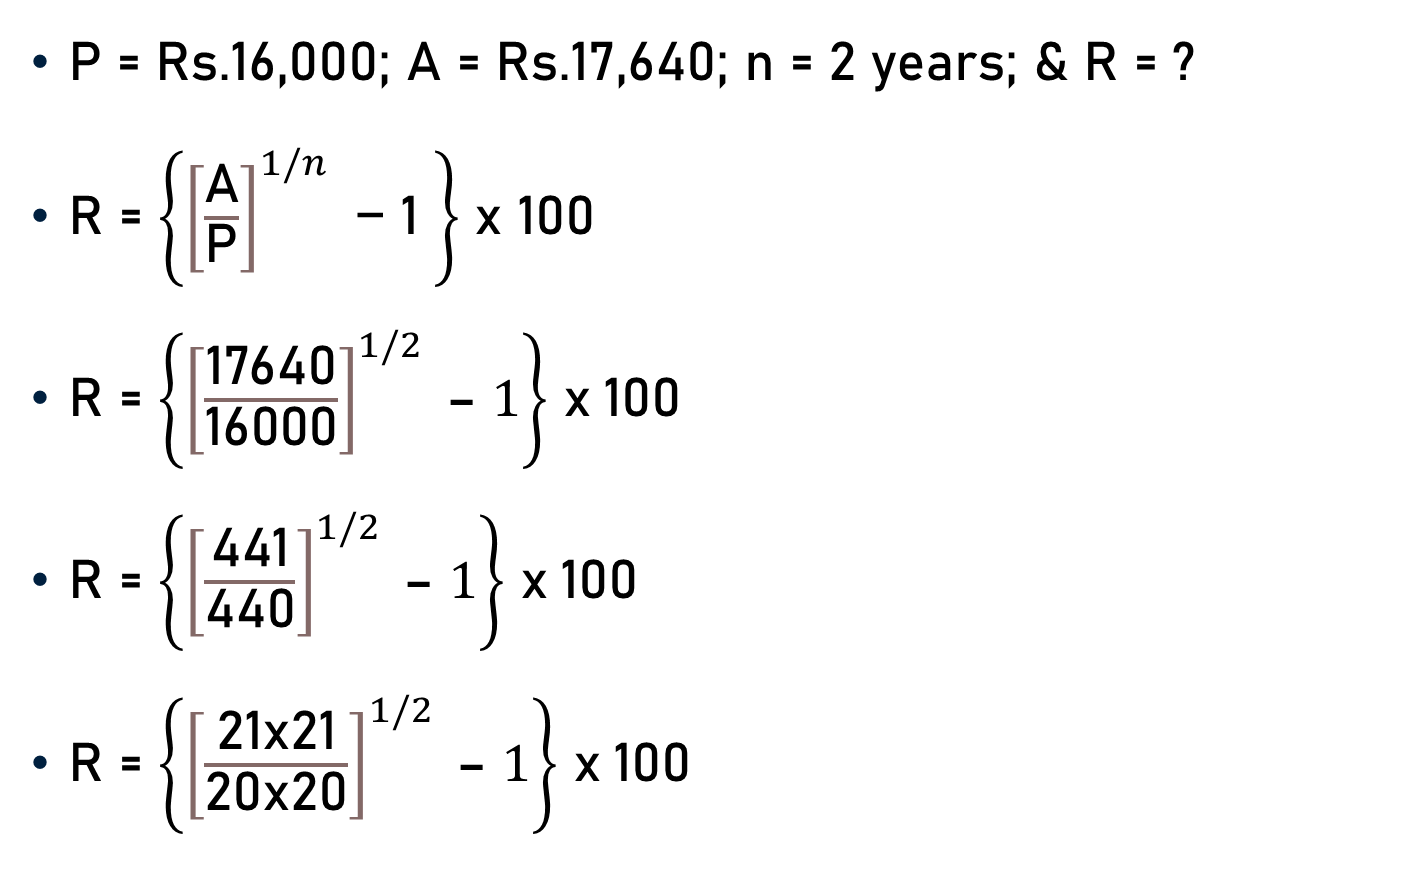 • P = Rs.16,000; A = Rs.17,640; n = 2 years; & R = ?
• R = {[A/P]^1/n – 1} x 100
• R = {[17640/16000]^1/2 – 1} x 100
• R = {[441/440]^1/2 – 1} x 100
• R = {[21x21/20x20]^1/2 – 1} x 100